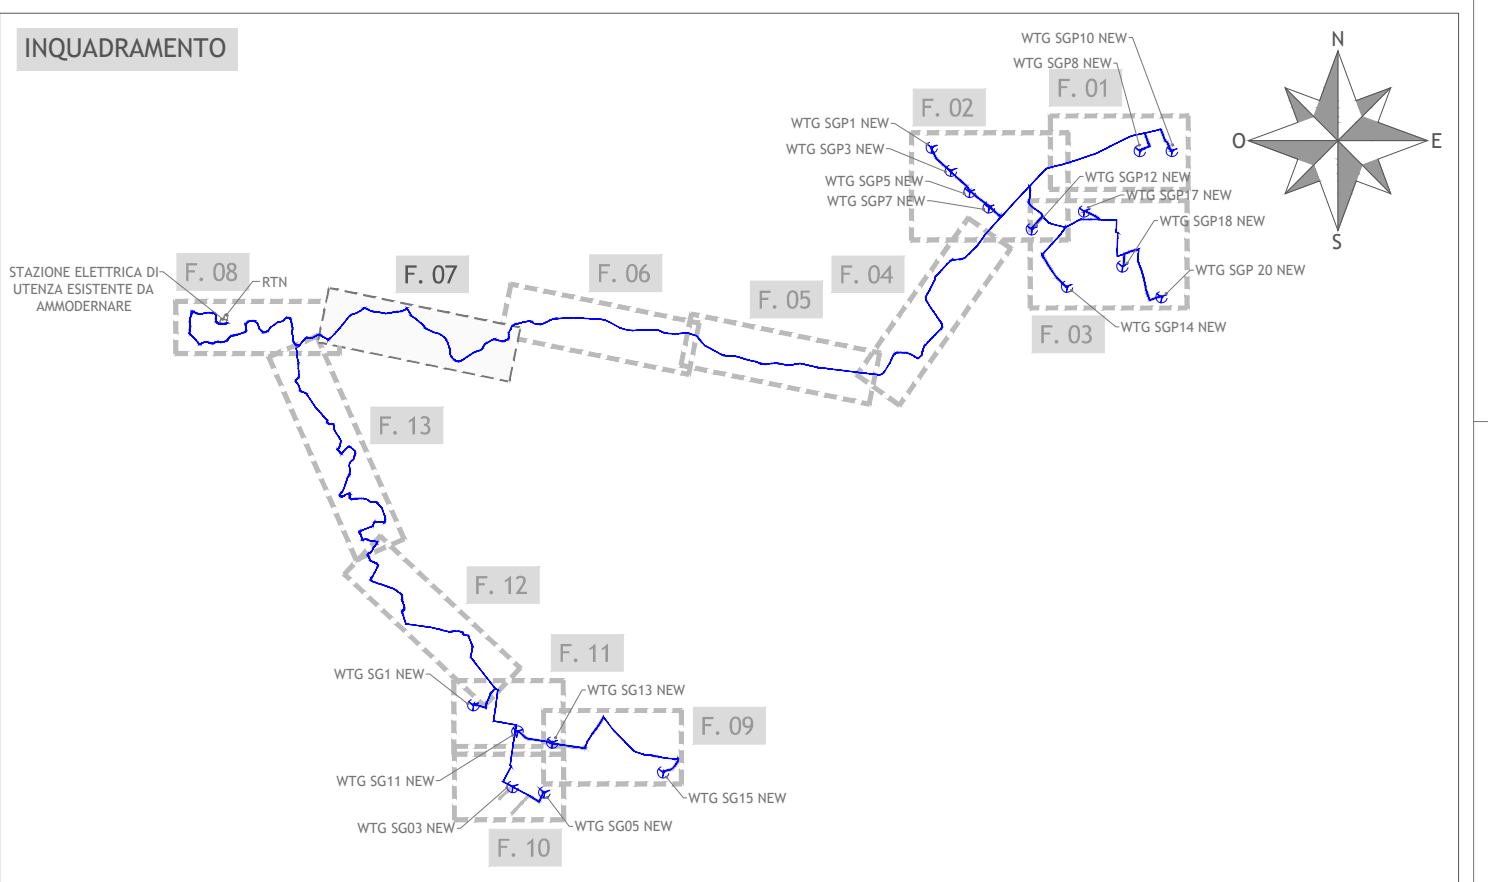 INQUADRAMENTO
WTG SGP10 NEW
WTG SGP8 NEW
F. 01
F. 02
WTG SGP1 NEW
WTG SGP3 NEW
WTG SGP5 NEW
WTG SGP7 NEW
WTG SGP12 NEW
WTG SGP17 NEW
WTG SGP18 NEW
WTG SGP 20 NEW
WTG SGP14 NEW
F. 03
N
O
E
S
F. 04
F. 05
F. 06
F. 07
F. 08
STAZIONE ELETTRICA DI
UTENZA ESISTENTE DA
AMMODERNARE
RTN
F. 13
F. 12
F. 11
WTG SG1 NEW
WTG SG13 NEW
F. 09
WTG SG11 NEW
WTG SG15 NEW
WTG SG03 NEW
WTG SG05 NEW
F. 10